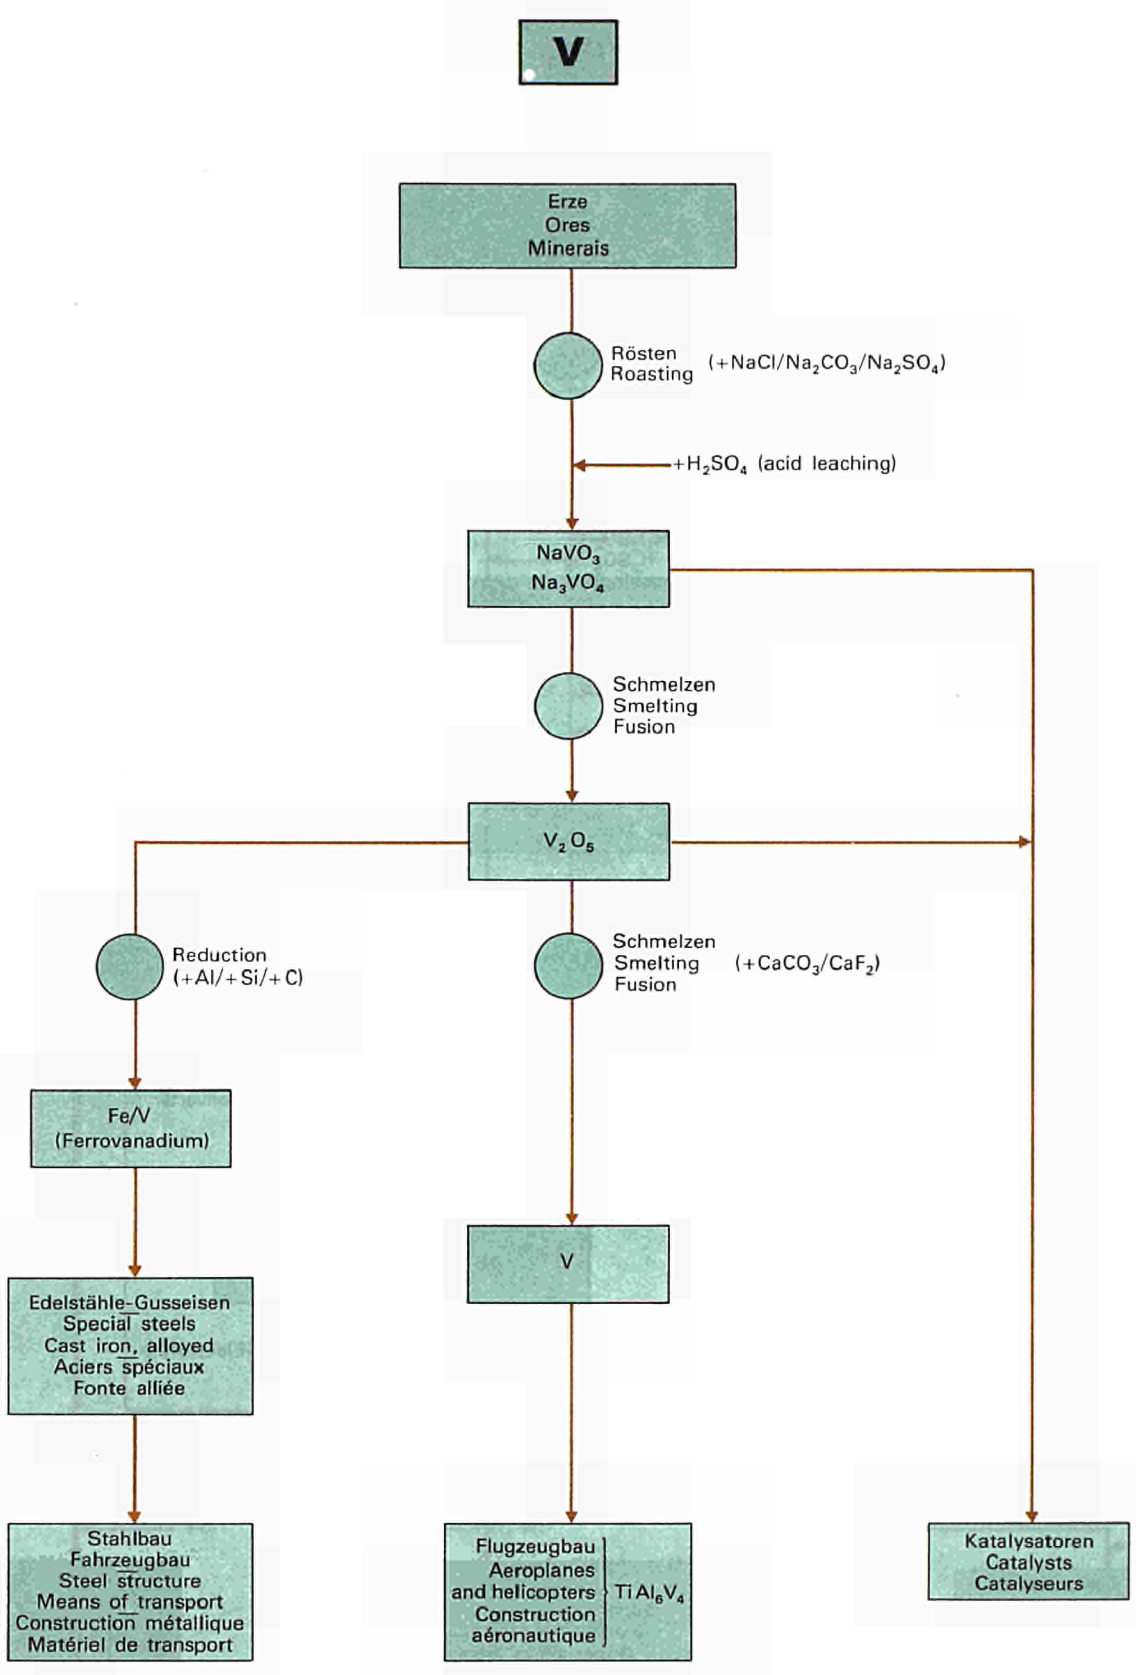 V
Erze
Ores
Minerais
Rösten
Roasting (+NaCl/Na₂CO₃/Na₂SO₄)
+H₂SO₄ (acid leaching)
NaVO₃
Na₃VO₄
Schmelzen
Smelting
Fusion
V₂O₅
Reduction
(+Al/+Si/+C)
Schmelzen
Smelting (+CaCO₃/CaF₂)
Fusion
Fe/V
(Ferrovanadium)
V
Edelstähle-Gusseisen
Special steels
Cast iron, alloyed
Aciers spéciaux
Fonte alliée
Stahlbau
Fahrzeugbau
Steel structure
Means of transport
Construction métallique
Matériel de transport
Flugzeugbau
Aeroplanes
and helicopters TiAl₆V₄
Construction
aéronautique
Katalysatoren
Catalysts
Catalyseurs